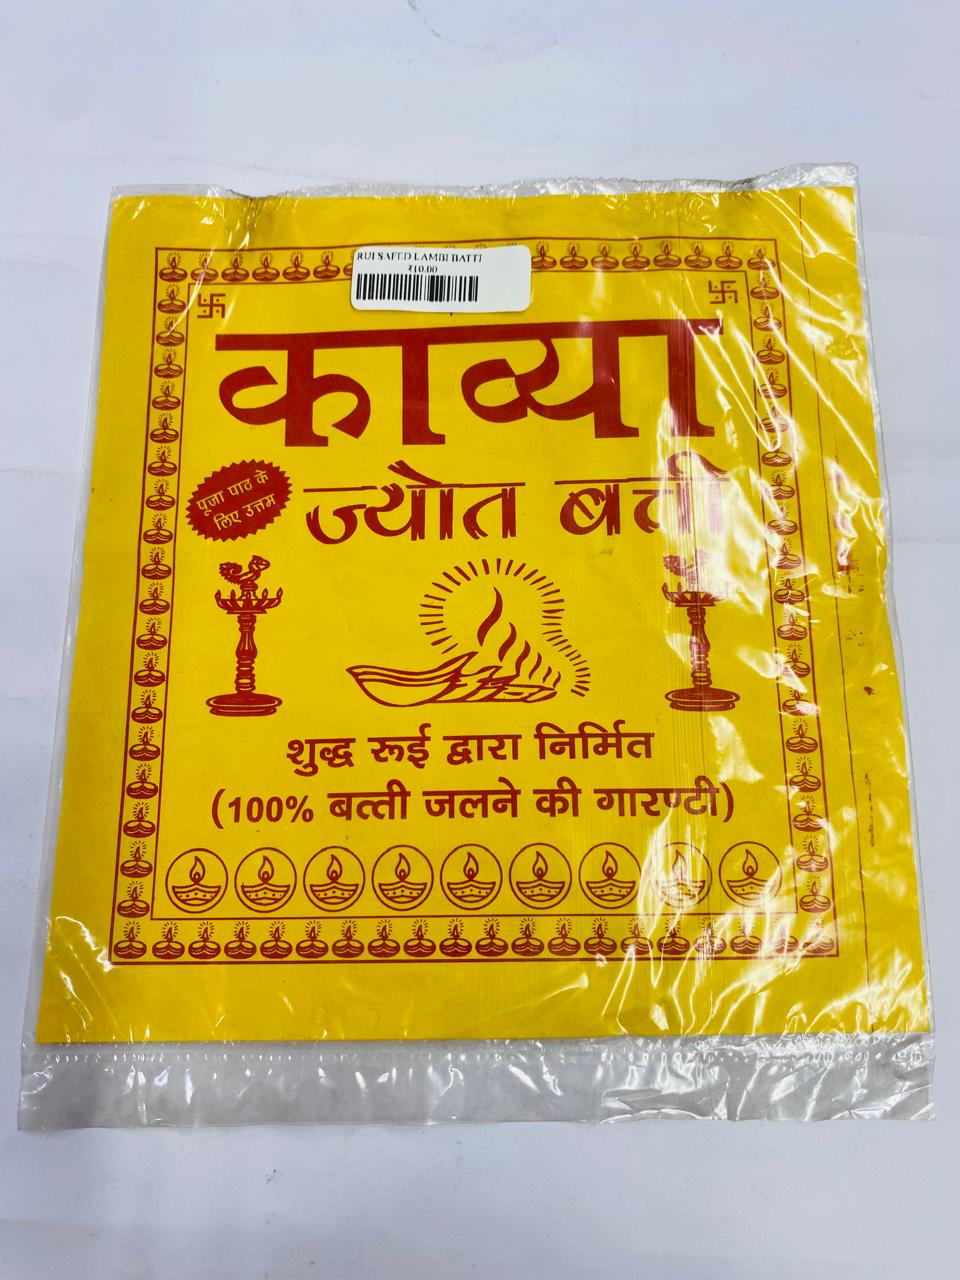 RUI SAFED LAMBI BATTI
₹10.00
काव्या
पूजा पाठ के
लिए उत्तम
ज्योत बत्ती
शुद्ध रूई द्वारा निर्मित
(100% बत्ती जलने की गारण्टी)